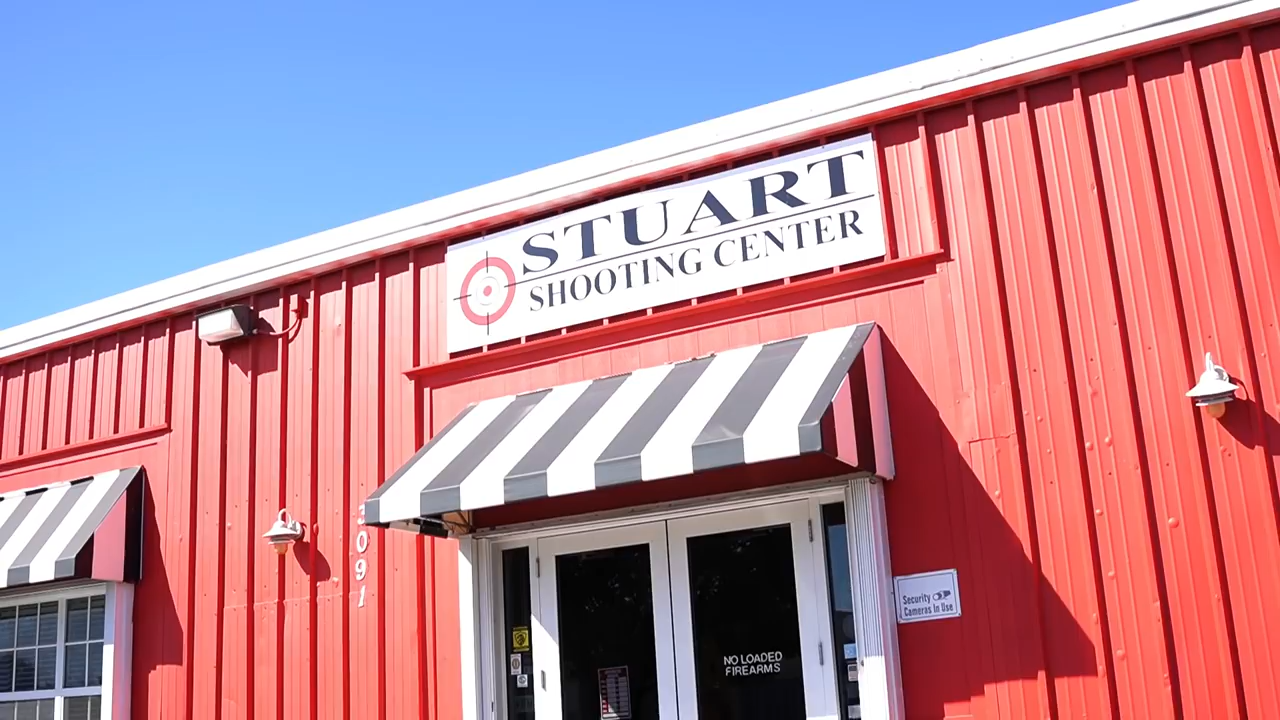 STUART
SHOOTING CENTER
3091
Security
Cameras In Use
NO LOADED
FIREARMS